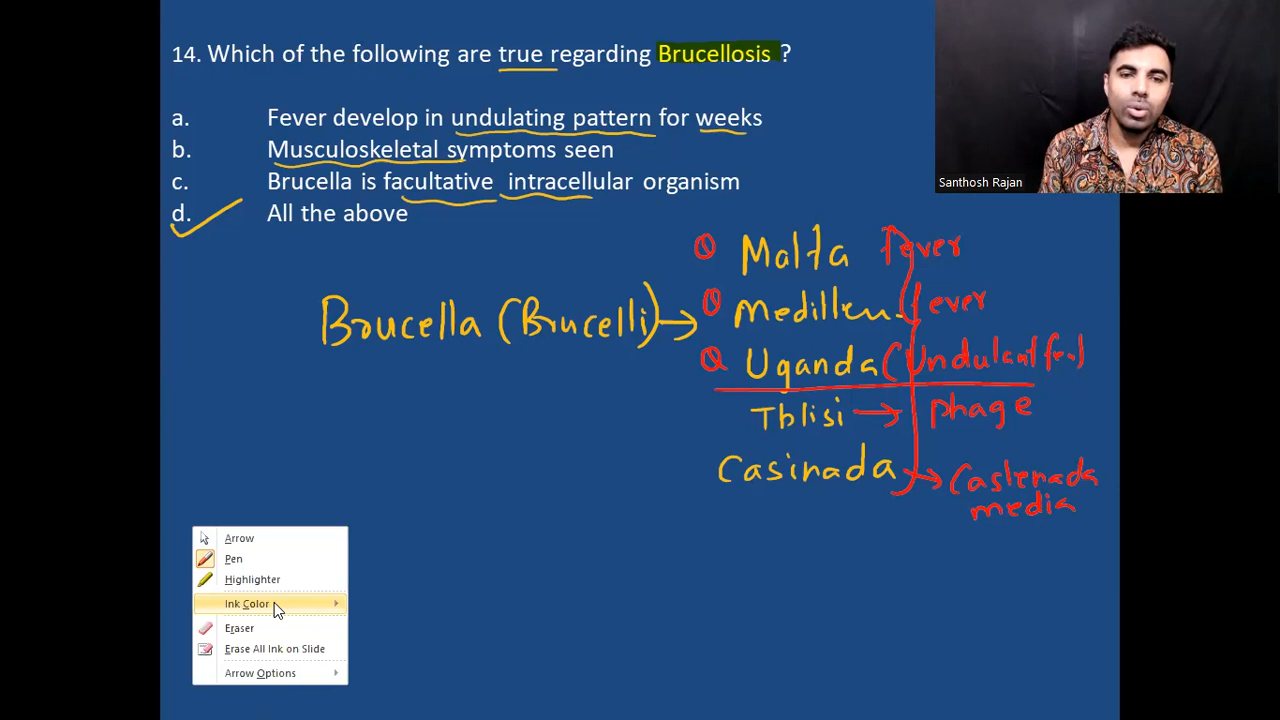 14. Which of the following are true regarding Brucellosis ?
a. Fever develop in undulating pattern for weeks
b. Musculoskeletal symptoms seen
c. Brucella is facultative intracellular organism
d. All the above
Santhosh Rajan
Malta fever
Brucella (Brucelli) → Mediterr fever
Uganda (Undulant fev)
Tblisi → phage
Casinada → Castenada
media
Arrow
Pen
Highlighter
Ink Color
Eraser
Erase All Ink on Slide
Arrow Options